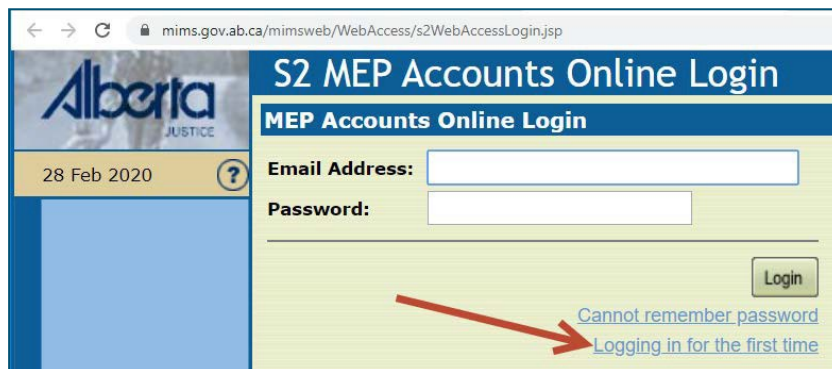 mims.gov.ab.ca/mimsweb/WebAccess/s2WebAccessLogin.jsp
Alberta
JUSTICE
28 Feb 2020
?
S2 MEP Accounts Online Login
MEP Accounts Online Login
Email Address:
Password:
Login
Cannot remember password
Logging in for the first time